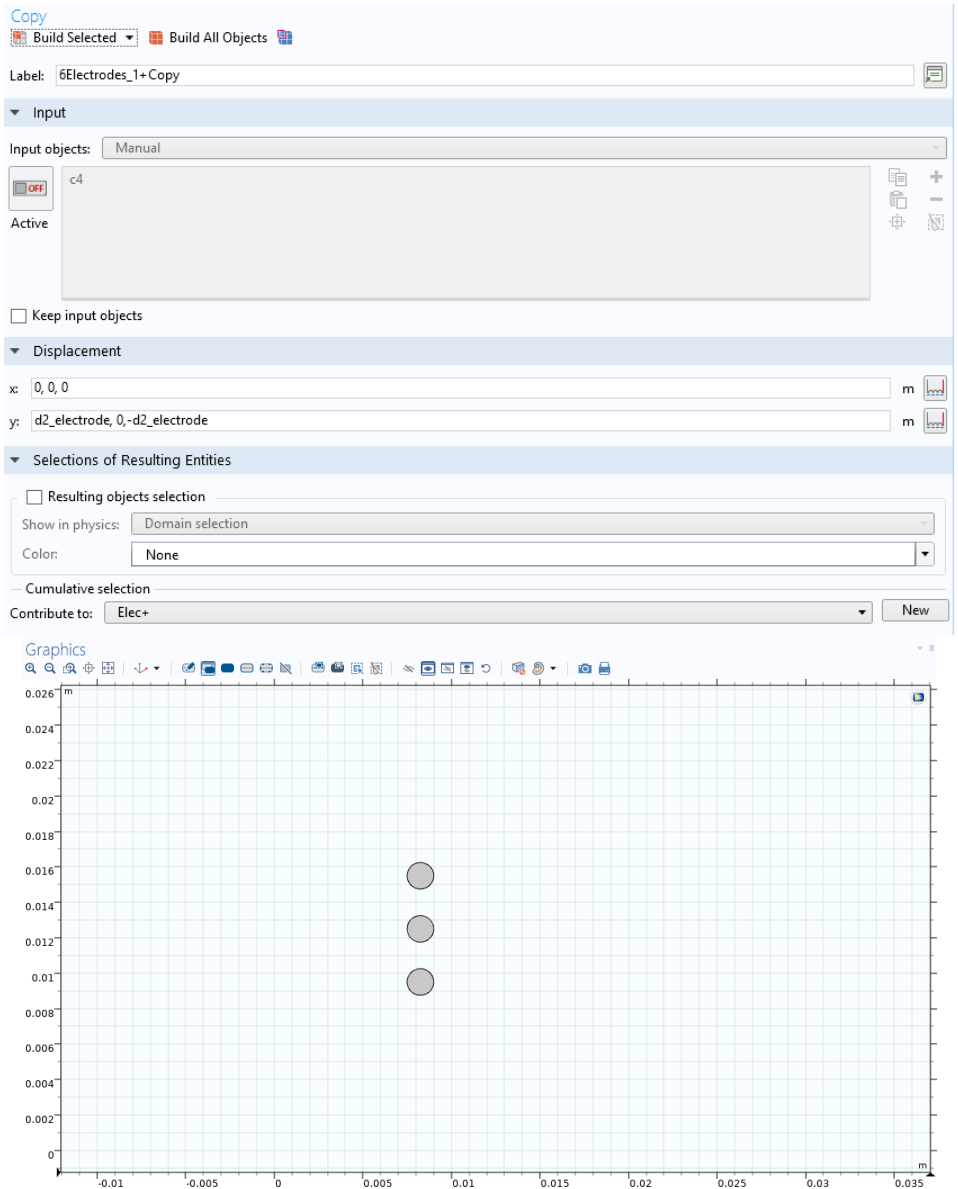 Copy
Build Selected Build All Objects
Label: 6Electrodes_1+Copy
Input
Input objects: Manual
c4
OFF
Active
Keep input objects
Displacement
x: 0, 0, 0 m
y: d2_electrode, 0,-d2_electrode m
Selections of Resulting Entities
Resulting objects selection
Show in physics: Domain selection
Color: None
Cumulative selection
Contribute to: Elec+ New
Graphics
m
0.026
0.024
0.022
0.02
0.018
0.016
0.014
0.012
0.01
0.008
0.006
0.004
0.002
0
m
-0.01 -0.005 0 0.005 0.01 0.015 0.02 0.025 0.03 0.035